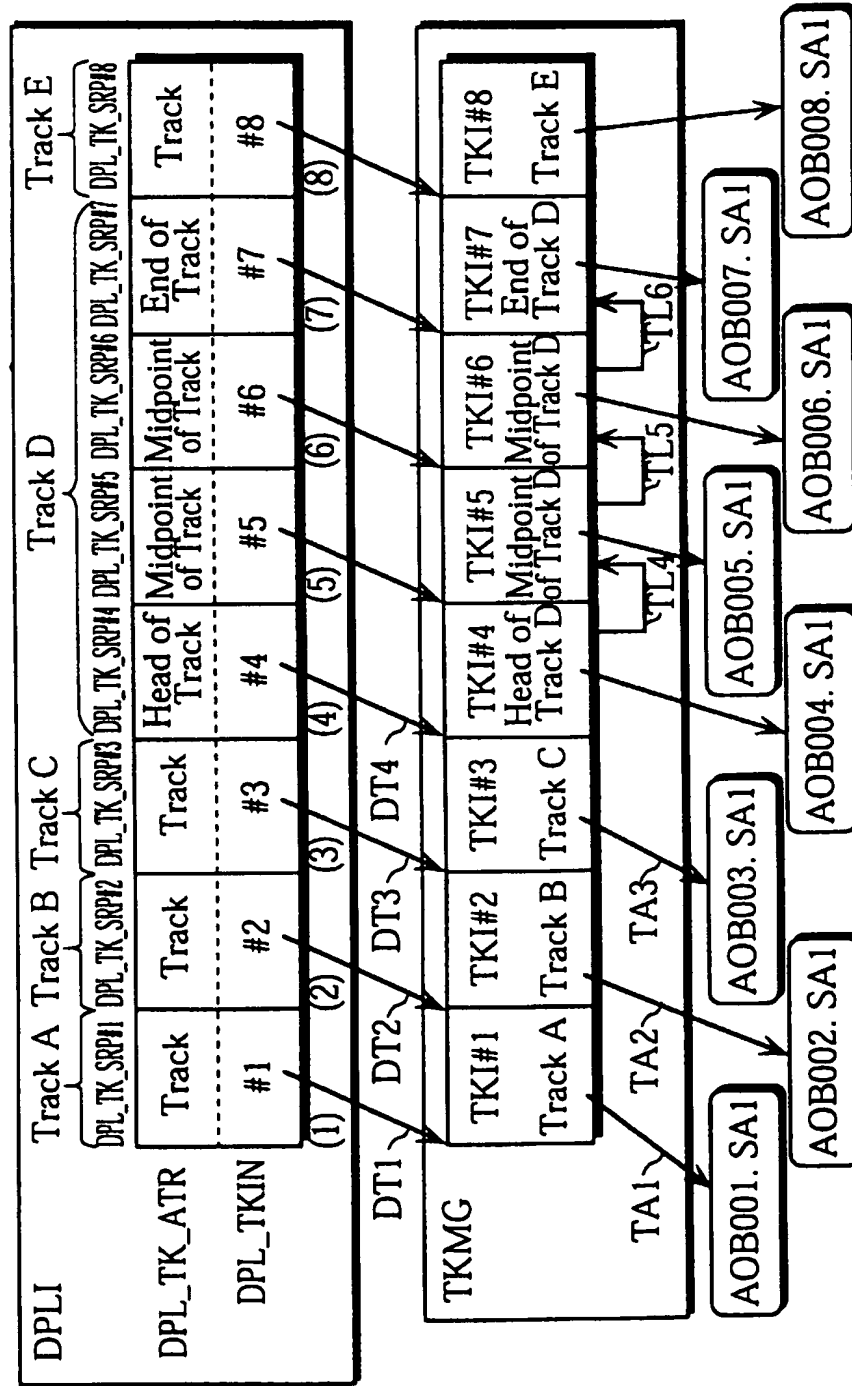 DPLI
Track A
Track B
Track C
Track D
Track E
DPL_TK_SRP#1
DPL_TK_SRP#2
DPL_TK_SRP#3
DPL_TK_SRP#4
DPL_TK_SRP#5
DPL_TK_SRP#6
DPL_TK_SRP#7
DPL_TK_SRP#8
DPL_TK_ATR
Track
Track
Track
Head of
Track
Midpoint
of Track
Midpoint
of Track
End of
Track
Track
DPL_TKIN
#1
#2
#3
#4
#5
#6
#7
#8
(1)
(2)
(3)
(4)
(5)
(6)
(7)
(8)
DT1
DT2
DT3
DT4
TKMG
TKI#1
Track A
TKI#2
Track B
TKI#3
Track C
TKI#4
Head of
Track D
TKI#5
Midpoint
of Track D
TKI#6
Midpoint
of Track D
TKI#7
End of
Track D
TKI#8
Track E
TL4
TL5
TL6
TA1
TA2
TA3
AOB001. SA1
AOB002. SA1
AOB003. SA1
AOB004. SA1
AOB005. SA1
AOB006. SA1
AOB007. SA1
AOB008. SA1